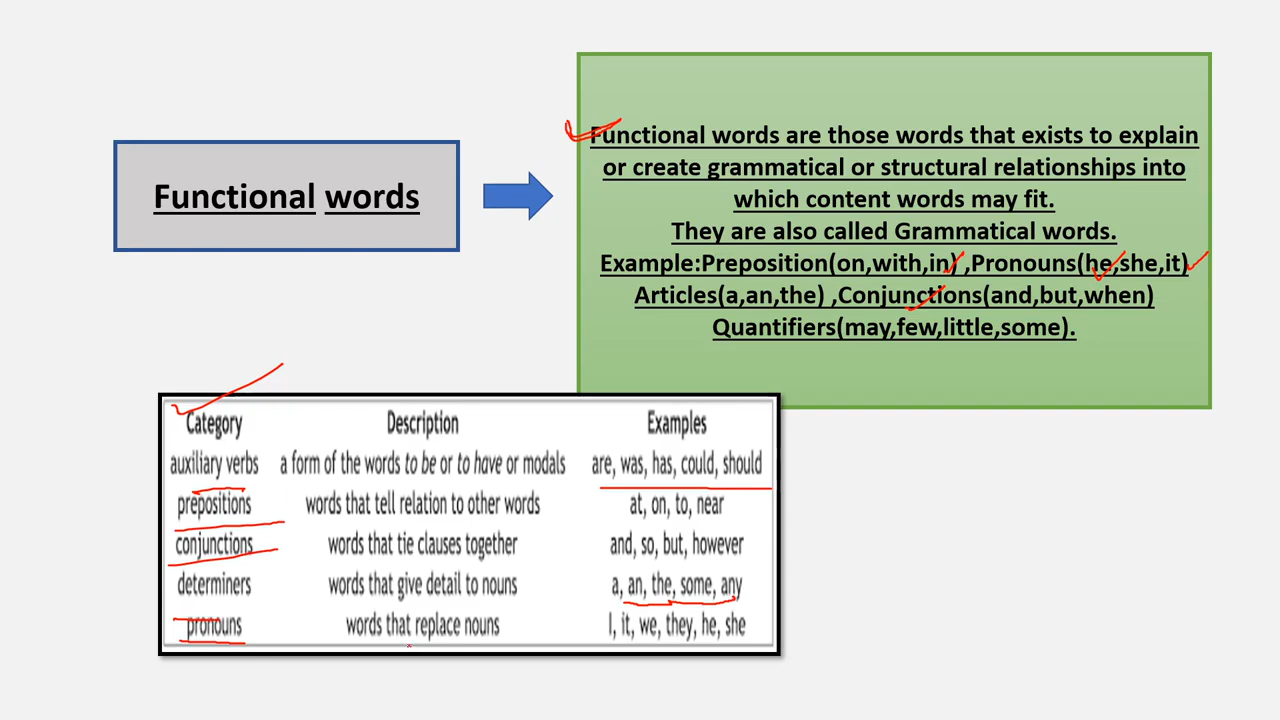 Functional words
Functional words are those words that exists to explain
or create grammatical or structural relationships into
which content words may fit.
They are also called Grammatical words.
Example:Preposition(on,with,in) ,Pronouns(he,she,it)
Articles(a,an,the) ,Conjunctions(and,but,when)
Quantifiers(may,few,little,some).
Category Description Examples
auxiliary verbs a form of the words to be or to have or modals are, was, has, could, should
prepositions words that tell relation to other words at, on, to, near
conjunctions words that tie clauses together and, so, but, however
determiners words that give detail to nouns a, an, the, some, any
pronouns words that replace nouns I, it, we, they, he, she